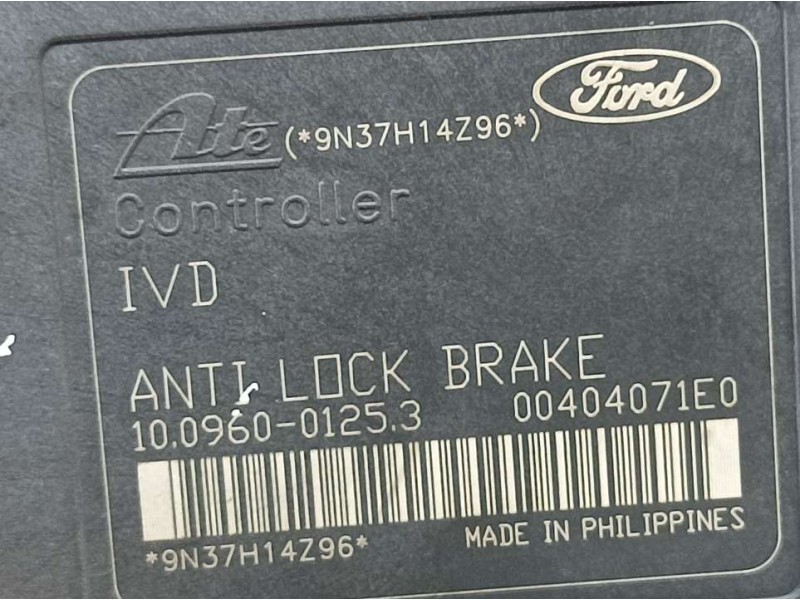 Ford
Ate (*9N37H14Z96*)
Controller
IVD
ANTI LOCK BRAKE
10.0960-0125.3 00404071E0
*9N37H14Z96*
MADE IN PHILIPPINES